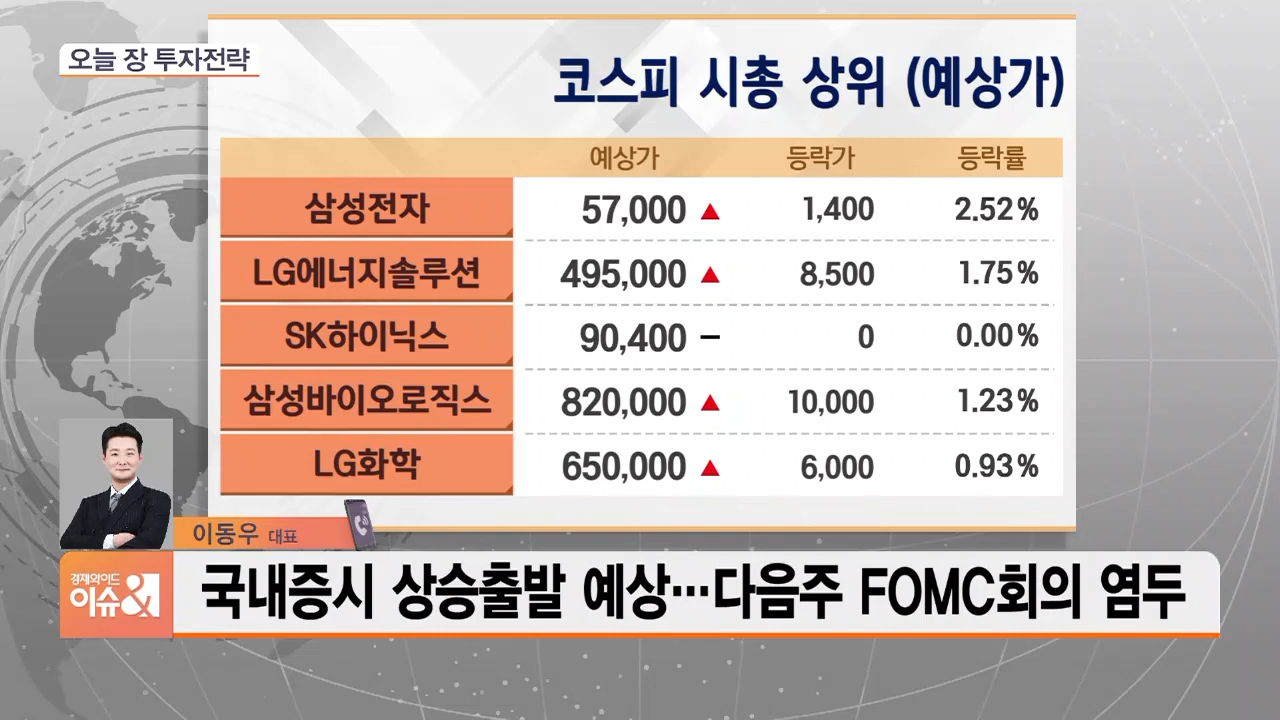 오늘 장 투자전략
코스피 시총 상위 (예상가)
예상가 등락가 등락률
삼성전자 57,000 ▲ 1,400 2.52%
LG에너지솔루션 495,000 ▲ 8,500 1.75%
SK하이닉스 90,400 – 0 0.00%
삼성바이오로직스 820,000 ▲ 10,000 1.23%
LG화학 650,000 ▲ 6,000 0.93%
이동우 대표
경제와이드
이슈&
국내증시 상승출발 예상…다음주 FOMC회의 염두